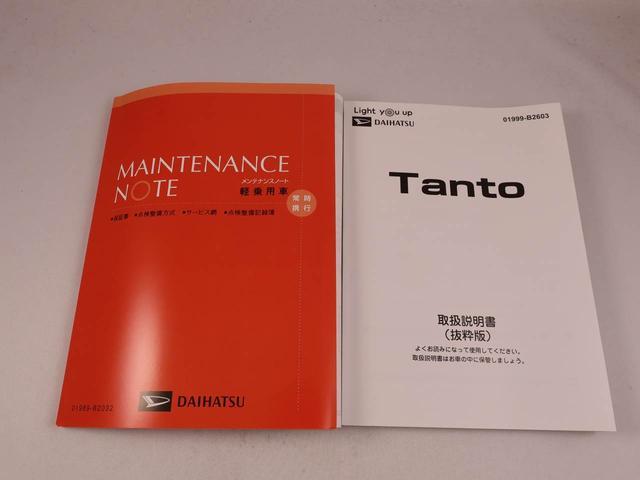 MAINTENANCE
NOTE
メンテナンスノート
軽乗用車
常時
携行
●保証書 ●点検整備方式 ●サービス網 ●点検整備記録簿
DAIHATSU
01989-B2032
Light you up
DAIHATSU
01999-B2603
Tanto
取扱説明書
（抜粋版）
よくお読みになって使用してください。
取扱説明書はお車の中に保管しましょう。